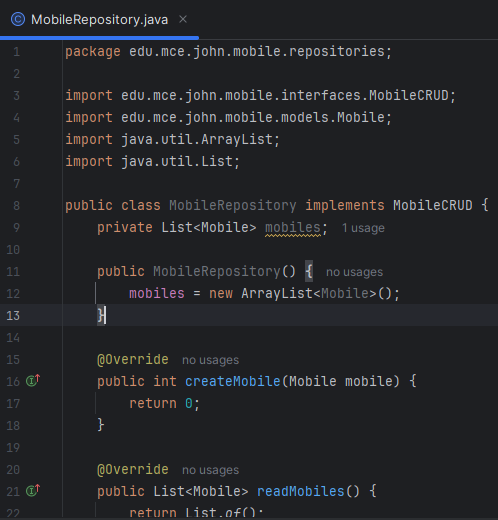 MobileRepository.java ×
1 package edu.mce.john.mobile.repositories;
2
3 import edu.mce.john.mobile.interfaces.MobileCRUD;
4 import edu.mce.john.mobile.models.Mobile;
5 import java.util.ArrayList;
6 import java.util.List;
7
8 public class MobileRepository implements MobileCRUD {
9     private List<Mobile> mobiles; 1 usage
10
11     public MobileRepository() { no usages
12         mobiles = new ArrayList<Mobile>();
13     }
14
15     @Override no usages
16     public int createMobile(Mobile mobile) {
17         return 0;
18     }
19
20     @Override no usages
21     public List<Mobile> readMobiles() {
22         return List.of();